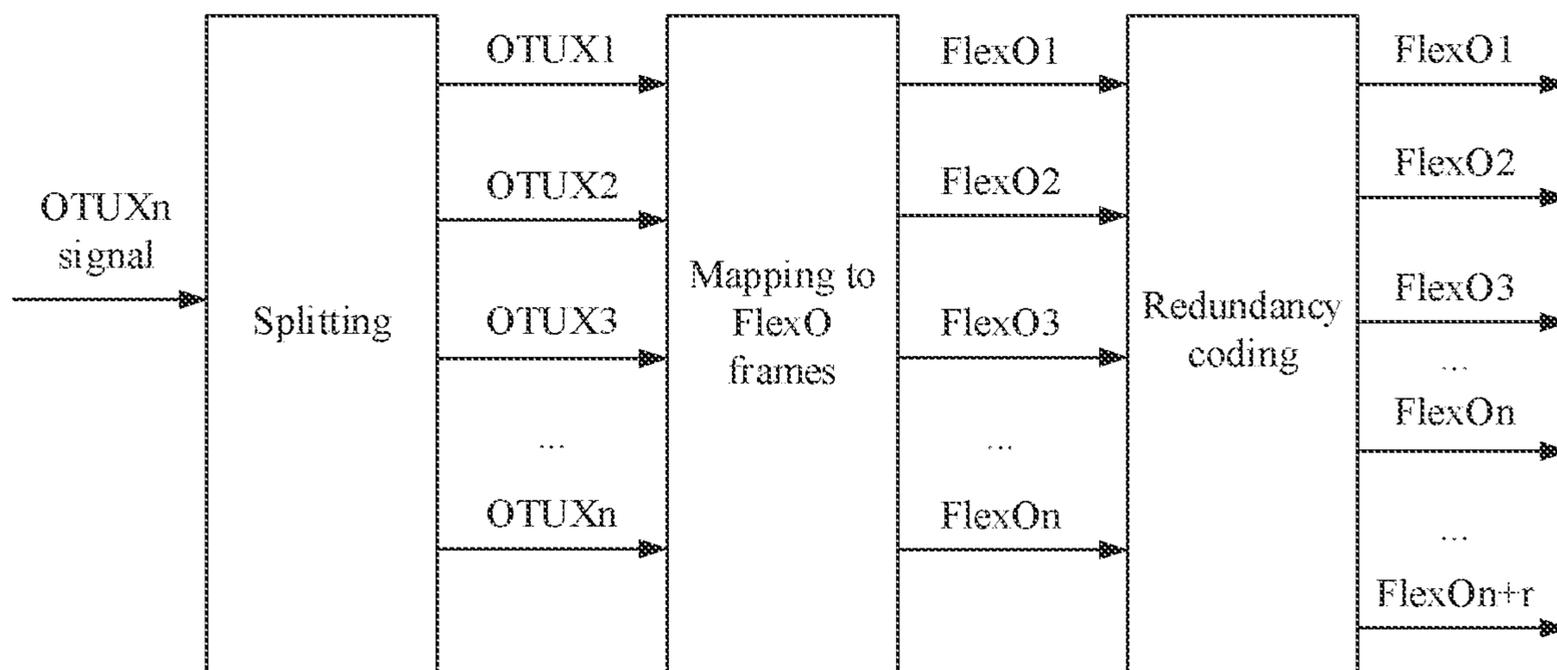 OTUXn
signal
Splitting
OTUX1
OTUX2
OTUX3
...
OTUXn
Mapping to
FlexO
frames
FlexO1
FlexO2
FlexO3
...
FlexOn
Redundancy
coding
FlexO1
FlexO2
FlexO3
...
FlexOn
...
FlexOn+r